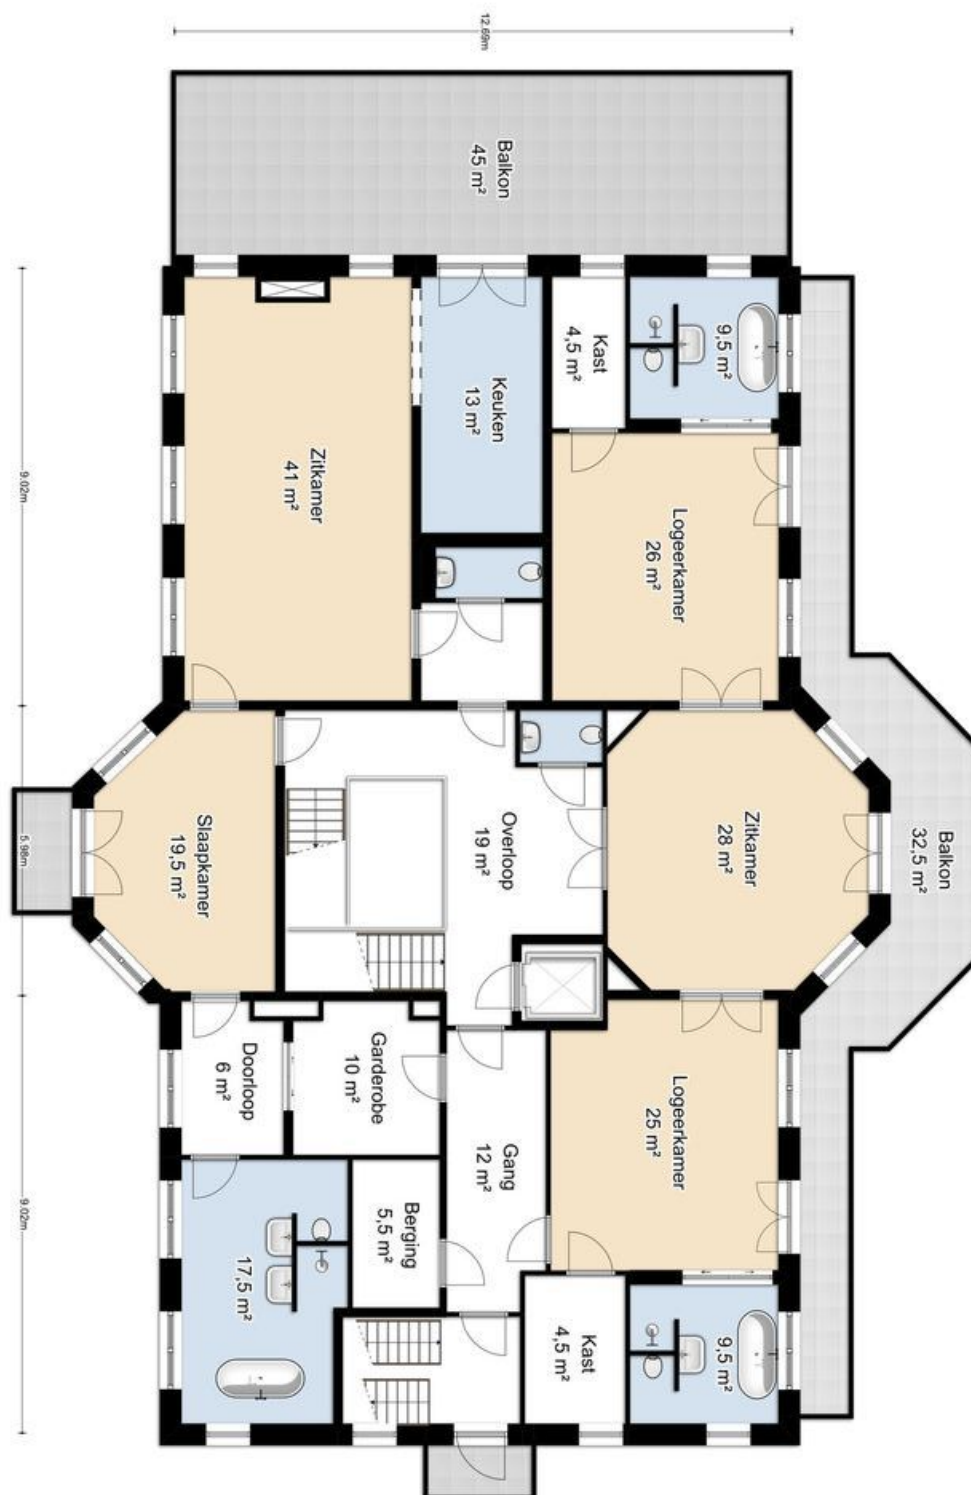 12.69m
Balkon
45 m²
9,5 m²
Kast
4,5 m²
Keuken
13 m²
Zitkamer
41 m²
9.02m
Logeerkamer
26 m²
Zitkamer
28 m²
Balkon
32,5 m²
Overloop
19 m²
Slaapkamer
19,5 m²
5.98m
Doorloop
6 m²
Garderobe
10 m²
Gang
12 m²
Logeerkamer
25 m²
Berging
5,5 m²
17,5 m²
9.02m
Kast
4,5 m²
9,5 m²